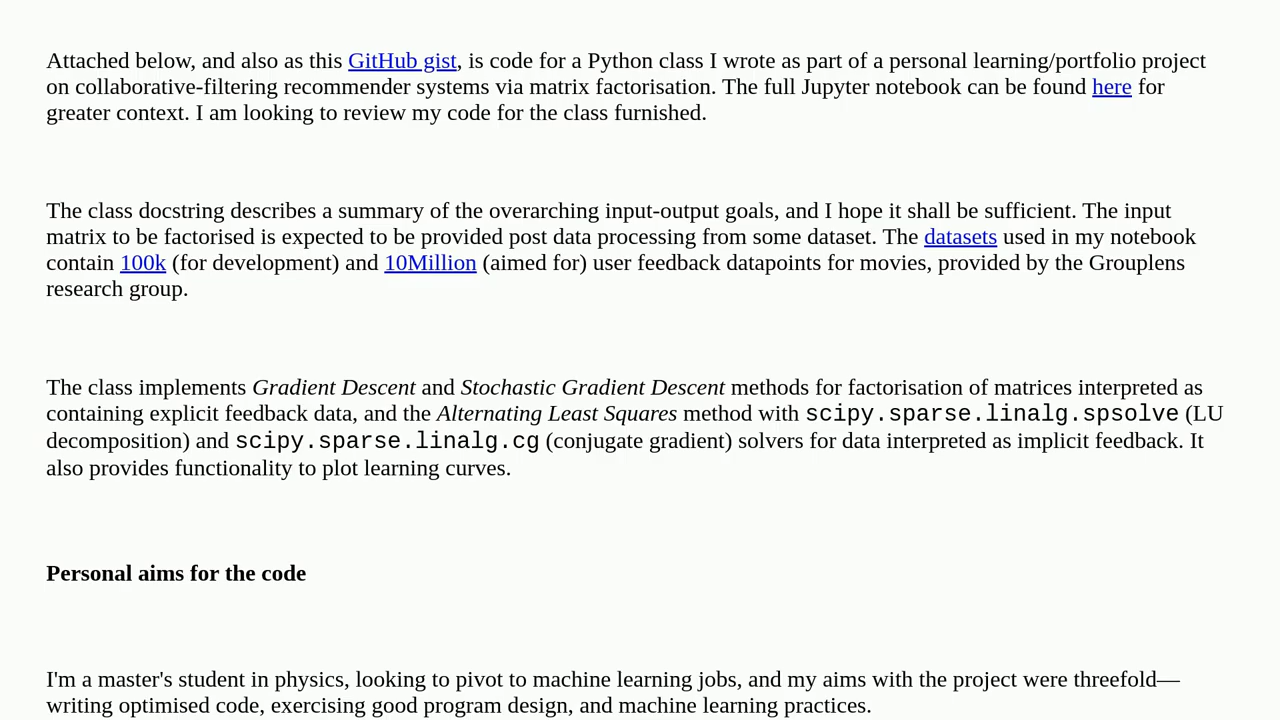 Attached below, and also as this GitHub gist, is code for a Python class I wrote as part of a personal learning/portfolio project
on collaborative-filtering recommender systems via matrix factorisation. The full Jupyter notebook can be found here for
greater context. I am looking to review my code for the class furnished.
The class docstring describes a summary of the overarching input-output goals, and I hope it shall be sufficient. The input
matrix to be factorised is expected to be provided post data processing from some dataset. The datasets used in my notebook
contain 100k (for development) and 10Million (aimed for) user feedback datapoints for movies, provided by the Grouplens
research group.
The class implements Gradient Descent and Stochastic Gradient Descent methods for factorisation of matrices interpreted as
containing explicit feedback data, and the Alternating Least Squares method with scipy.sparse.linalg.spsolve (LU
decomposition) and scipy.sparse.linalg.cg (conjugate gradient) solvers for data interpreted as implicit feedback. It
also provides functionality to plot learning curves.
Personal aims for the code
I'm a master's student in physics, looking to pivot to machine learning jobs, and my aims with the project were threefold—
writing optimised code, exercising good program design, and machine learning practices.